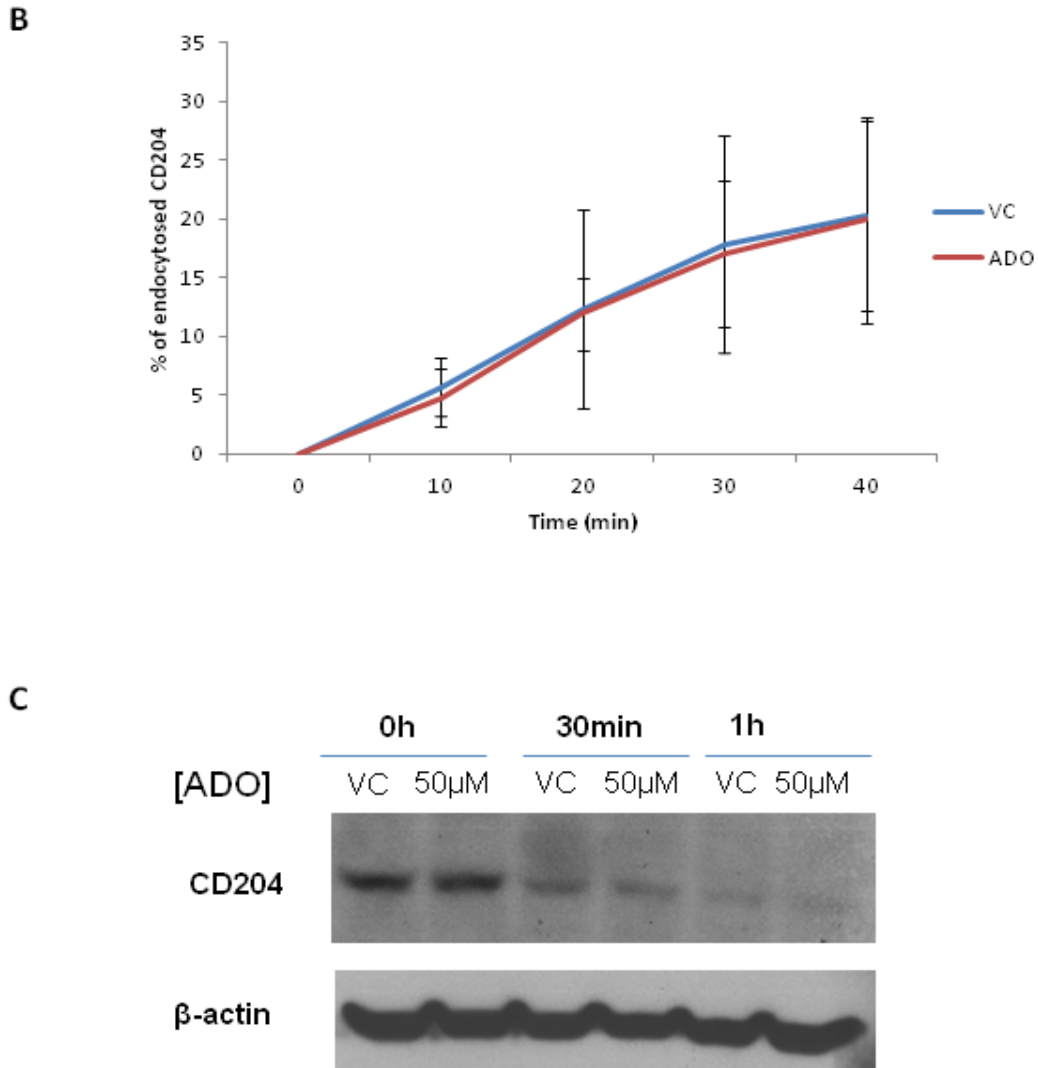 B
35
30
25
20
15
10
5
0
% of endocytosed CD204
0 10 20 30 40
Time (min)
VC
ADO
C
0h 30min 1h
[ADO] VC 50µM VC 50µM VC 50µM
CD204
β-actin